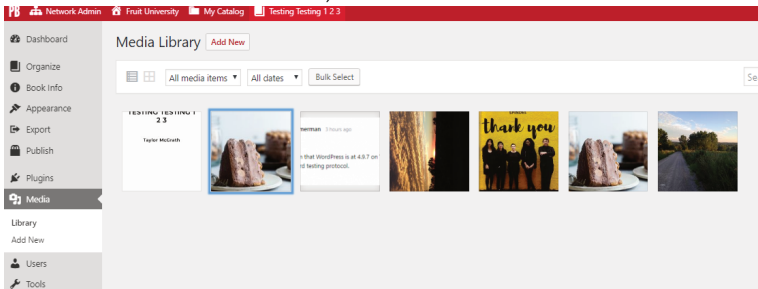 PB Network Admin Fruit University My Catalog Testing Testing 1 2 3
Dashboard
Organize
Book Info
Appearance
Export
Publish
Plugins
Media
Library
Add New
Users
Tools
Media Library Add New
All media items All dates Bulk Select
TESTING TESTING 1
2 3
Taylor McGrath
merman 3 hours ago
that WordPress is at 4.9.7 on
rd testing protocol.
thank you